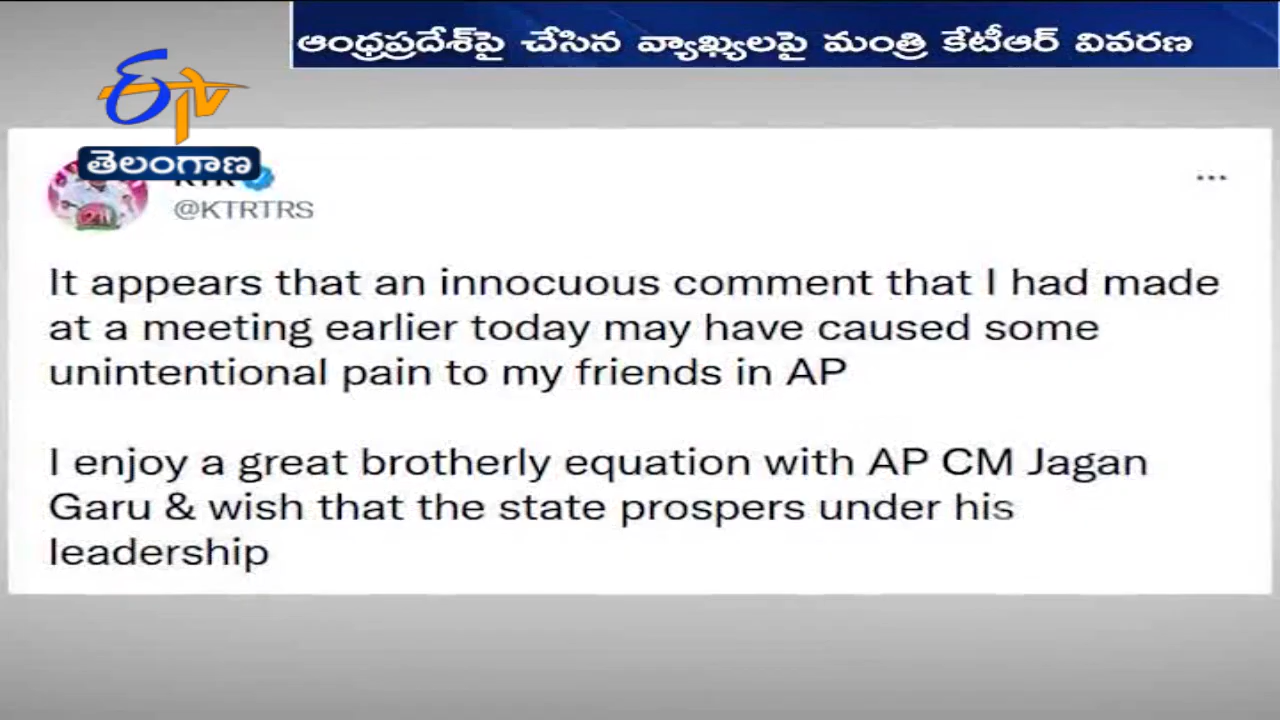 ఆంధ్రప్రదేశ్‌పై చేసిన వ్యాఖ్యలపై మంత్రి కేటీఆర్ వివరణ
ETV
తెలంగాణ
KTR
@KTRTRS
It appears that an innocuous comment that I had made
at a meeting earlier today may have caused some
unintentional pain to my friends in AP
I enjoy a great brotherly equation with AP CM Jagan
Garu & wish that the state prospers under his
leadership